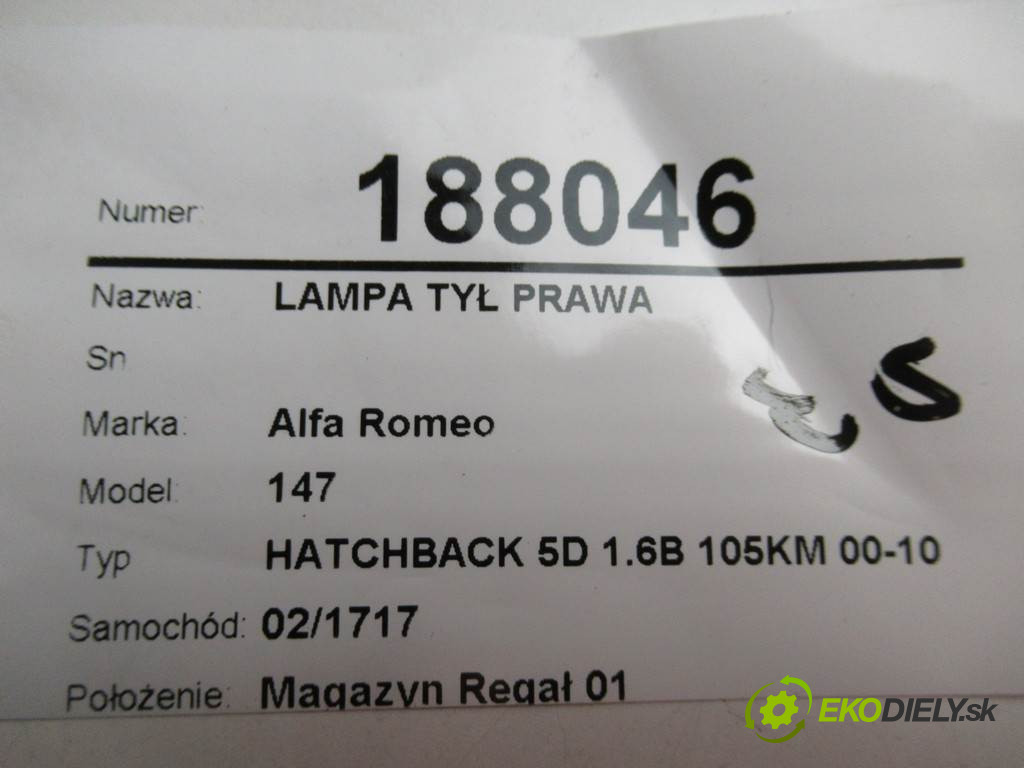 Numer: 188046
Nazwa: LAMPA TYŁ PRAWA
Sn
Marka: Alfa Romeo
Model: 147
Typ HATCHBACK 5D 1.6B 105KM 00-10
Samochód: 02/1717
Położenie: Magazyn Regał 01
EKODIELY.sk